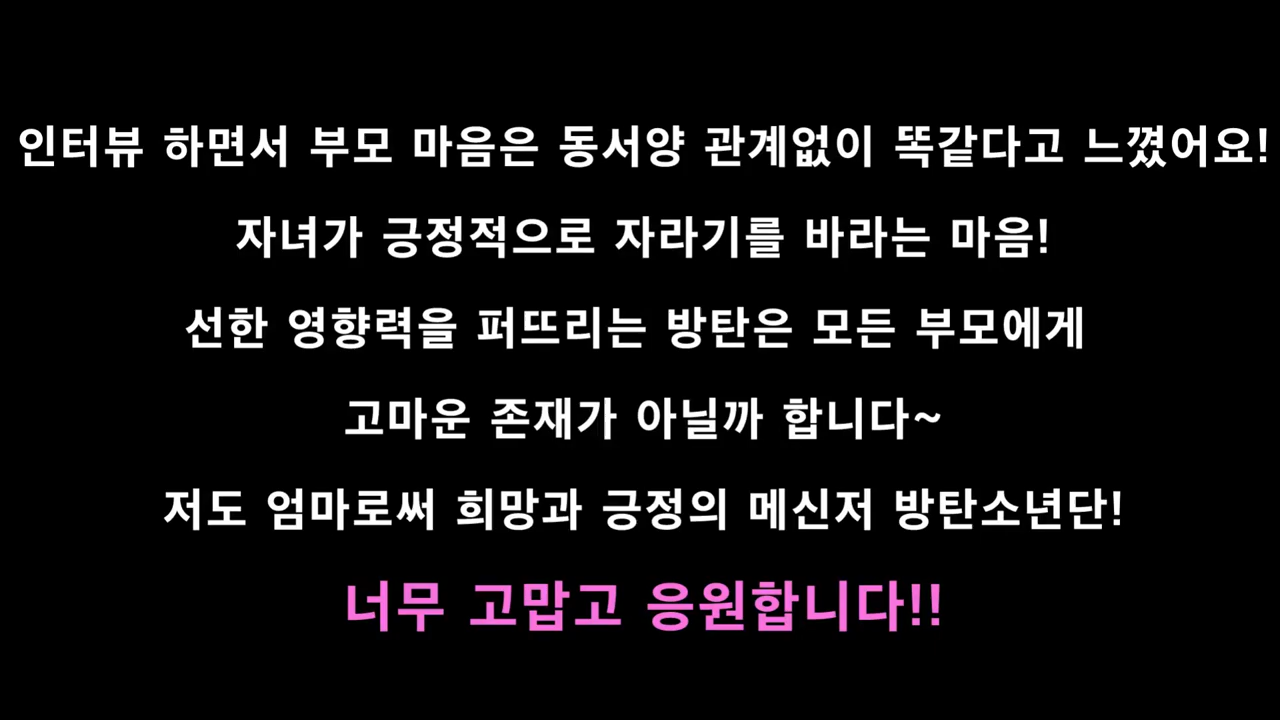 인터뷰 하면서 부모 마음은 동서양 관계없이 똑같다고 느꼈어요!
자녀가 긍정적으로 자라기를 바라는 마음!
선한 영향력을 퍼뜨리는 방탄은 모든 부모에게
고마운 존재가 아닐까 합니다~
저도 엄마로써 희망과 긍정의 메신저 방탄소년단!
너무 고맙고 응원합니다!!